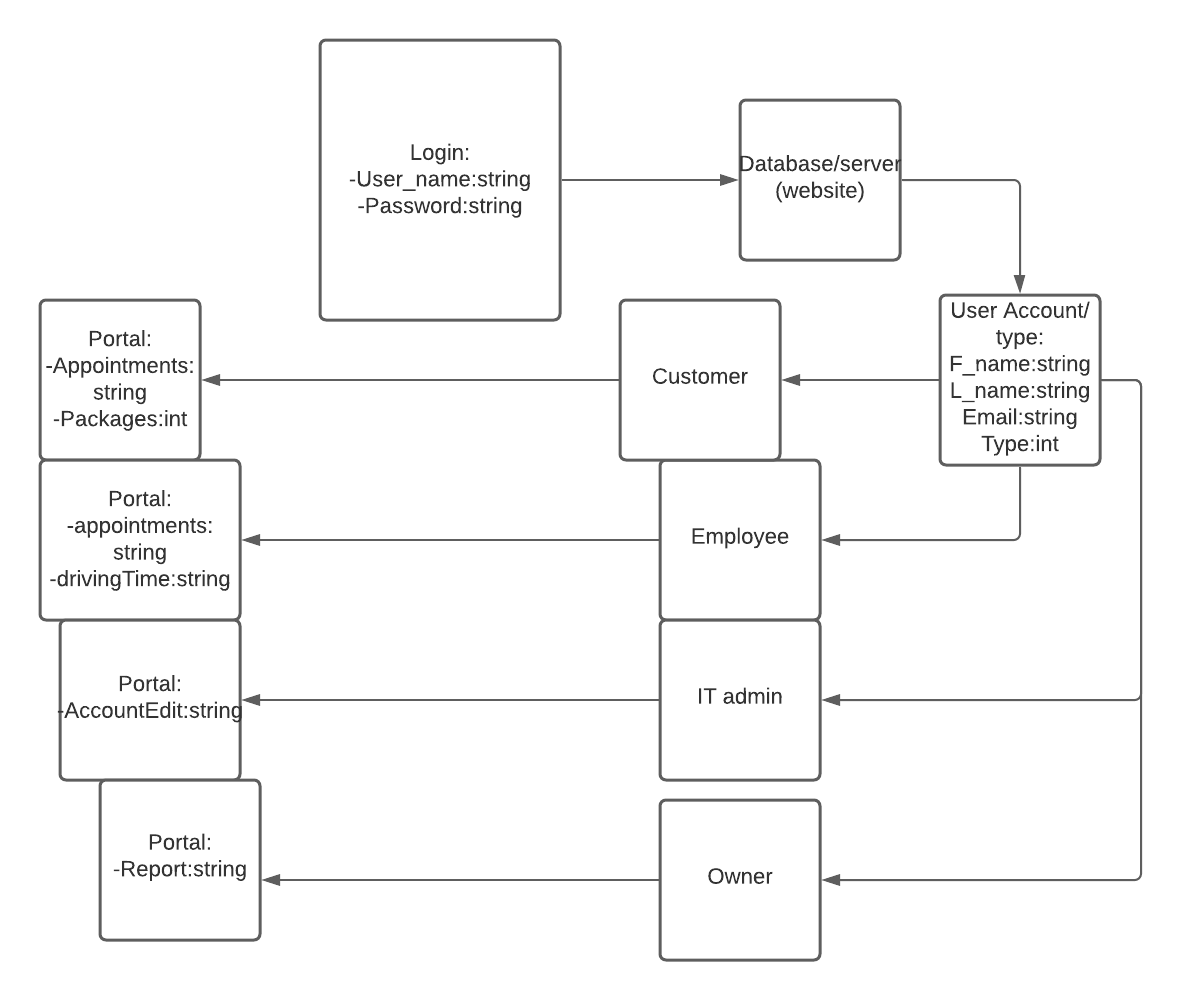 Login:
-User_name:string
-Password:string
Database/server
(website)
User Account/
type:
F_name:string
L_name:string
Email:string
Type:int
Customer
Portal:
-Appointments:
string
-Packages:int
Employee
Portal:
-appointments:
string
-drivingTime:string
IT admin
Portal:
-AccountEdit:string
Owner
Portal:
-Report:string